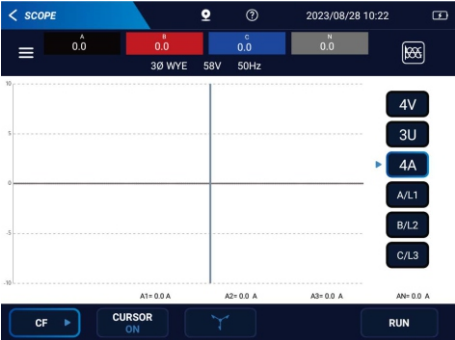 SCOPE
2023/08/28 10:22
A B C N
0.0 0.0 0.0 0.0
3Ø WYE 58V 50Hz
10
5
0
-5
-10
4V
3U
4A
A/L1
B/L2
C/L3
A1= 0.0 A A2= 0.0 A A3= 0.0 A AN= 0.0 A
CF
CURSOR
ON
RUN